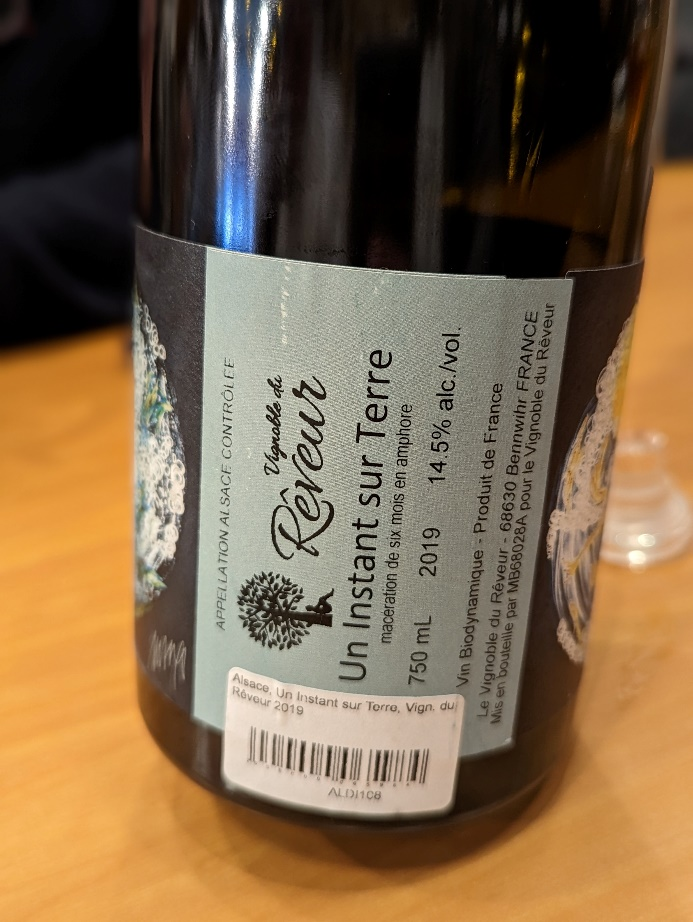 APPELLATION ALSACE CONTRÔLÉE
Vignoble du
Rêveur
Un Instant sur Terre
maceration de six mois en amphore
750 mL 2019 14.5% alc./vol.
Vin Biodynamique - Produit de France
Le Vignoble du Rêveur - 68630 Bennwihr FRANCE
Mis en bouteille par MB68028A pour le Vignoble du Rêveur
Alsace, Un Instant sur Terre, Vign. du
Rêveur 2019
ALDI108